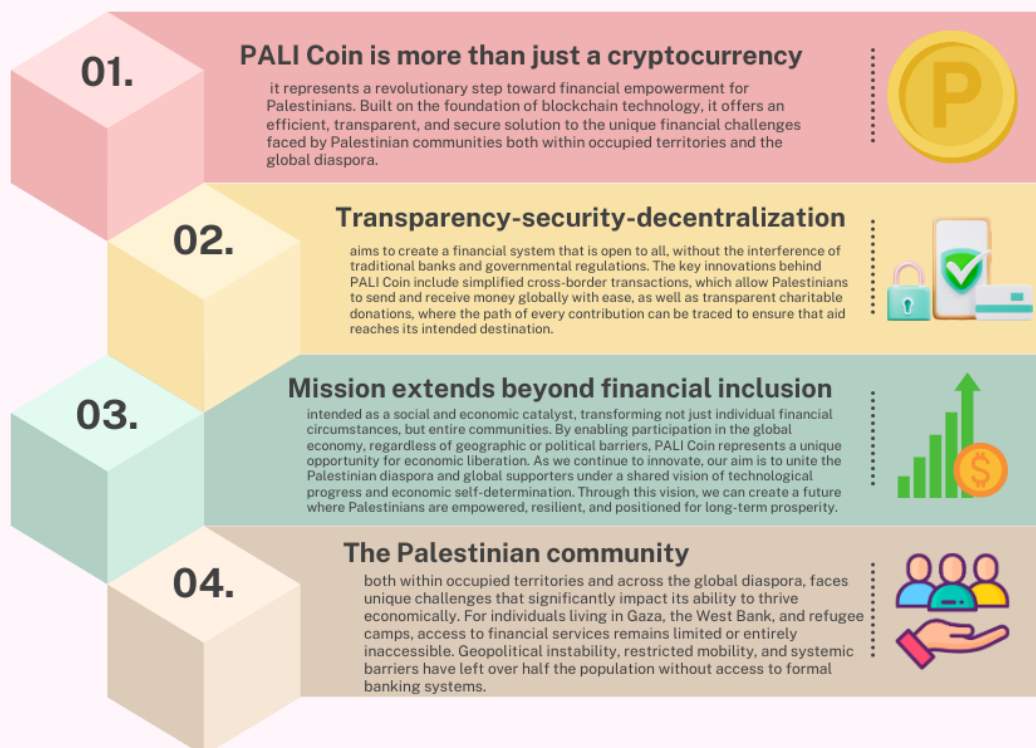 01.
PALI Coin is more than just a cryptocurrency
it represents a revolutionary step toward financial empowerment for
Palestinians. Built on the foundation of blockchain technology, it offers an
efficient, transparent, and secure solution to the unique financial challenges
faced by Palestinian communities both within occupied territories and the
global diaspora.
P
02.
Transparency-security-decentralization
aims to create a financial system that is open to all, without the interference of
traditional banks and governmental regulations. The key innovations behind
PALI Coin include simplified cross-border transactions, which allow Palestinians
to send and receive money globally with ease, as well as transparent charitable
donations, where the path of every contribution can be traced to ensure that aid
reaches its intended destination.
03.
Mission extends beyond financial inclusion
intended as a social and economic catalyst, transforming not just individual financial
circumstances, but entire communities. By enabling participation in the global
economy, regardless of geographic or political barriers, PALI Coin represents a unique
opportunity for economic liberation. As we continue to innovate, our aim is to unite the
Palestinian diaspora and global supporters under a shared vision of technological
progress and economic self-determination. Through this vision, we can create a future
where Palestinians are empowered, resilient, and positioned for long-term prosperity.
$
04.
The Palestinian community
both within occupied territories and across the global diaspora, faces
unique challenges that significantly impact its ability to thrive
economically. For individuals living in Gaza, the West Bank, and refugee
camps, access to financial services remains limited or entirely
inaccessible. Geopolitical instability, restricted mobility, and systemic
barriers have left over half the population without access to formal
banking systems.